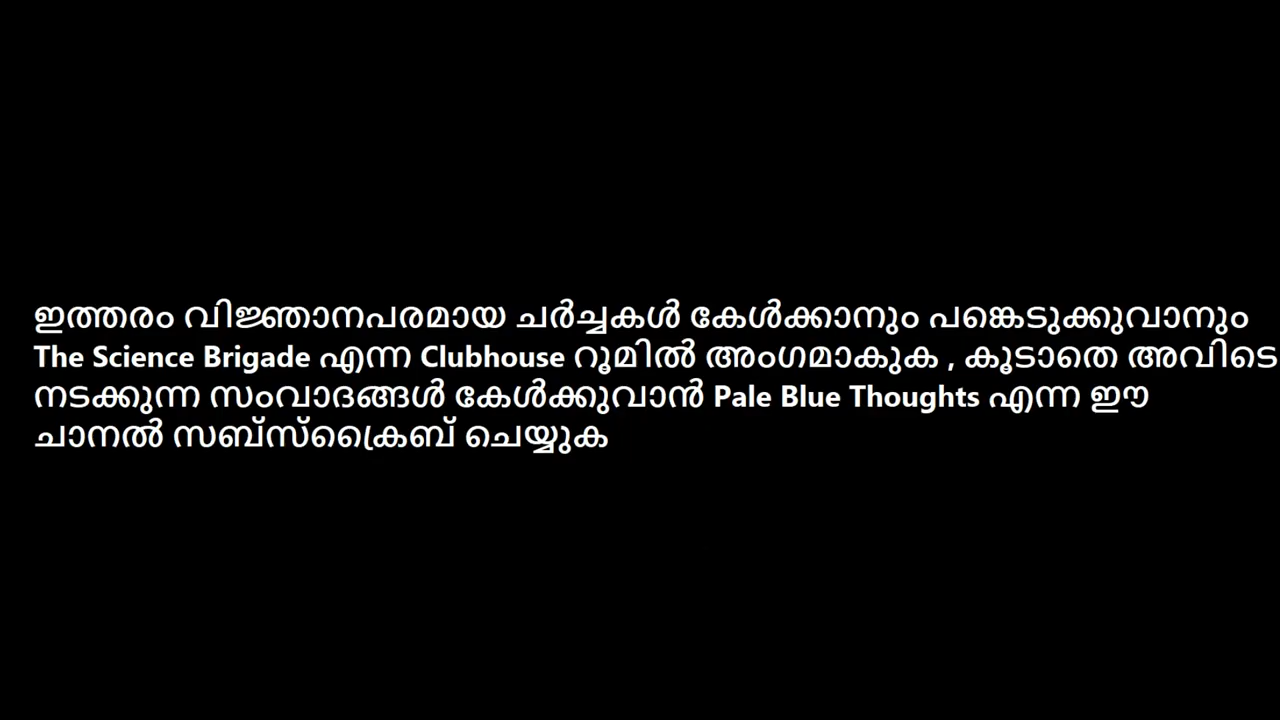 ഇത്തരം വിജ്ഞാനപരമായ ചർച്ചകൾ കേൾക്കാനും പങ്കെടുക്കുവാനും
The Science Brigade എന്ന Clubhouse റൂമിൽ അംഗമാകുക , കൂടാതെ അവിടെ
നടക്കുന്ന സംവാദങ്ങൾ കേൾക്കുവാൻ Pale Blue Thoughts എന്ന ഈ
ചാനൽ സബ്സ്ക്രൈബ് ചെയ്യുക